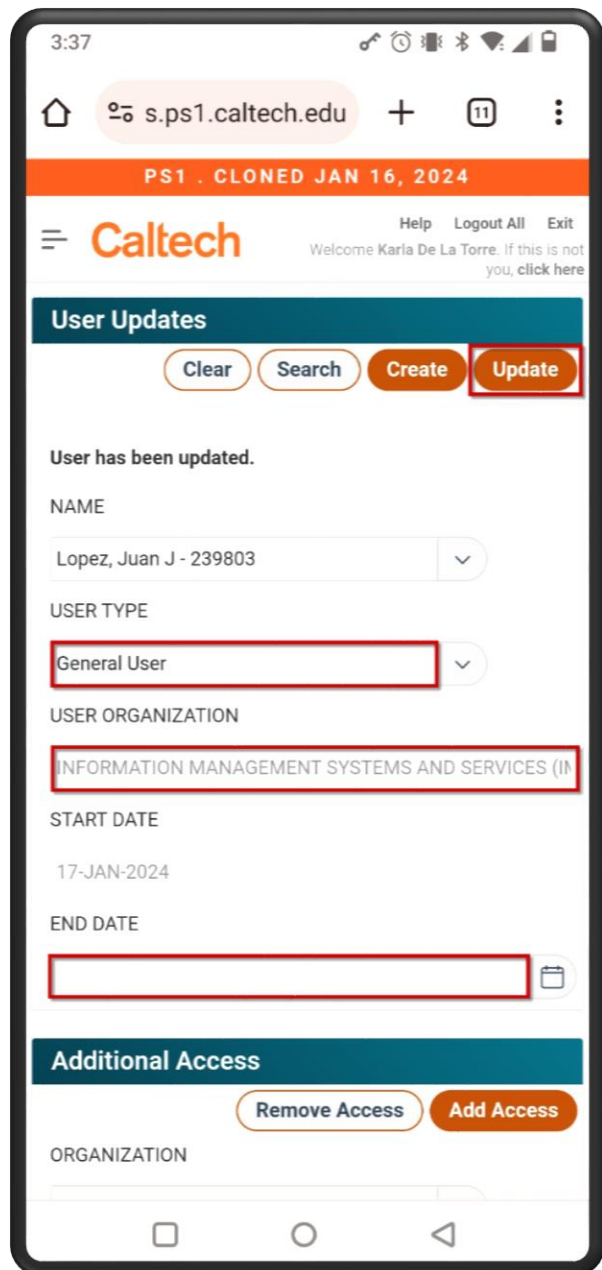 3:37
s.ps1.caltech.edu
11
PS1 . CLONED JAN 16, 2024
Caltech
Help Logout All Exit
Welcome Karla De La Torre. If this is not
you, click here
User Updates
Clear Search Create Update
User has been updated.
NAME
Lopez, Juan J - 239803
USER TYPE
General User
USER ORGANIZATION
INFORMATION MANAGEMENT SYSTEMS AND SERVICES (IM
START DATE
17-JAN-2024
END DATE
Additional Access
Remove Access Add Access
ORGANIZATION